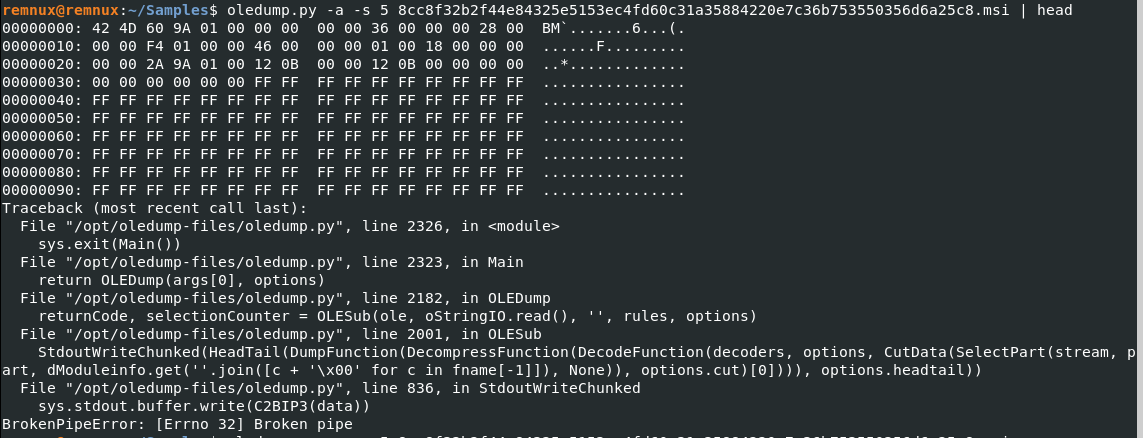 remnux@remnux:~/Samples$ oledump.py -a -s 5 8cc8f32b2f44e84325e5153ec4fd60c31a35884220e7c36b753550356d6a25c8.msi | head
00000000: 42 4D 60 9A 01 00 00 00  00 00 36 00 00 00 28 00  BM`.......6...(.
00000010: 00 00 F4 01 00 00 46 00  00 00 01 00 18 00 00 00  ......F.........
00000020: 00 00 2A 9A 01 00 12 0B  00 00 12 0B 00 00 00 00  ..*.............
00000030: 00 00 00 00 00 00 FF FF  FF FF FF FF FF FF FF FF  ................
00000040: FF FF FF FF FF FF FF FF  FF FF FF FF FF FF FF FF  ................
00000050: FF FF FF FF FF FF FF FF  FF FF FF FF FF FF FF FF  ................
00000060: FF FF FF FF FF FF FF FF  FF FF FF FF FF FF FF FF  ................
00000070: FF FF FF FF FF FF FF FF  FF FF FF FF FF FF FF FF  ................
00000080: FF FF FF FF FF FF FF FF  FF FF FF FF FF FF FF FF  ................
00000090: FF FF FF FF FF FF FF FF  FF FF FF FF FF FF FF FF  ................
Traceback (most recent call last):
  File "/opt/oledump-files/oledump.py", line 2326, in <module>
    sys.exit(Main())
  File "/opt/oledump-files/oledump.py", line 2323, in Main
    return OLEDump(args[0], options)
  File "/opt/oledump-files/oledump.py", line 2182, in OLEDump
    returnCode, selectionCounter = OLESub(ole, oStringIO.read(), '', rules, options)
  File "/opt/oledump-files/oledump.py", line 2001, in OLESub
    StdoutWriteChunked(HeadTail(DumpFunction(DecompressFunction(DecodeFunction(decoders, options, CutData(SelectPart(stream, p
art, dModuleinfo.get(''.join([c + '\x00' for c in fname[-1]]), None)), options.cut)[0]))), options.headtail))
  File "/opt/oledump-files/oledump.py", line 836, in StdoutWriteChunked
    sys.stdout.buffer.write(C2BIP3(data))
BrokenPipeError: [Errno 32] Broken pipe